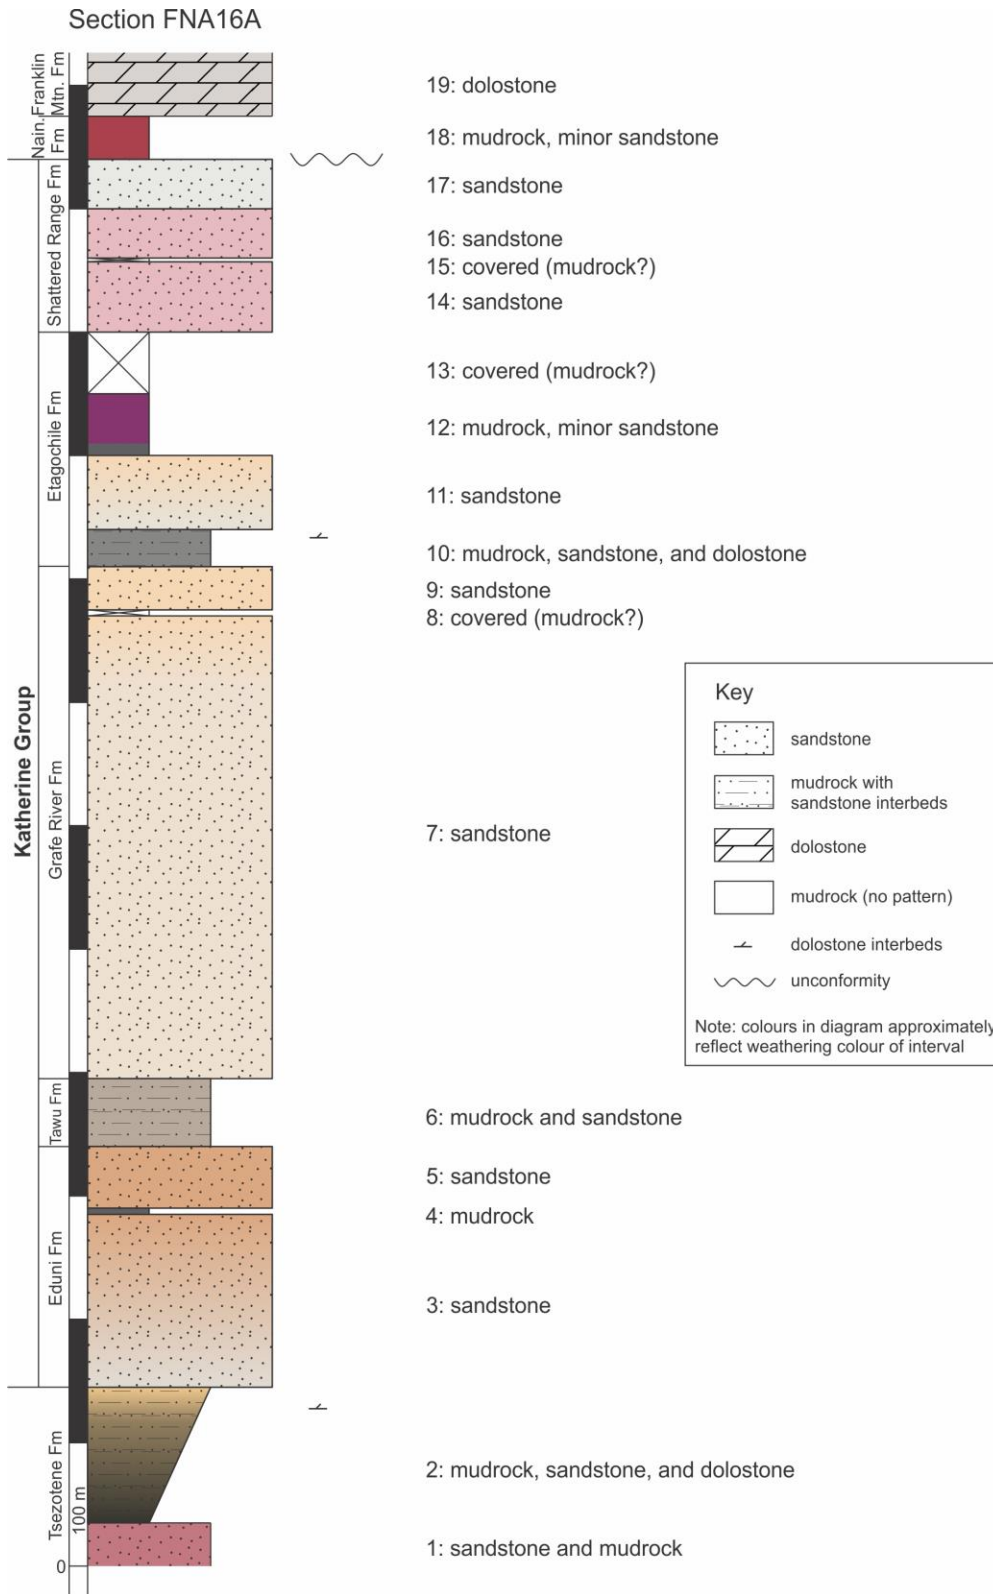 Section FNA16A
Franklin
Mtn. Fm
Nain.
Fm
Shattered Range Fm
Etagochile Fm
Katherine Group
Grafe River Fm
Tawu Fm
Eduni Fm
Tsezotene Fm
100 m
0
19: dolostone
18: mudrock, minor sandstone
17: sandstone
16: sandstone
15: covered (mudrock?)
14: sandstone
13: covered (mudrock?)
12: mudrock, minor sandstone
11: sandstone
10: mudrock, sandstone, and dolostone
9: sandstone
8: covered (mudrock?)
7: sandstone
6: mudrock and sandstone
5: sandstone
4: mudrock
3: sandstone
2: mudrock, sandstone, and dolostone
1: sandstone and mudrock
Key
sandstone
mudrock with
sandstone interbeds
dolostone
mudrock (no pattern)
dolostone interbeds
unconformity
Note: colours in diagram approximately
reflect weathering colour of interval